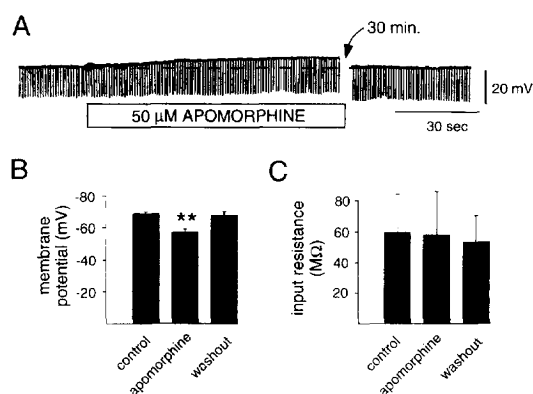 A
30 min.
50 µM APOMORPHINE
20 mV
30 sec
B
C
-80
-60
-40
-20
membrane
potential (mV)
**
control
apomorphine
washout
80
60
40
20
input resistance
(MΩ)
control
apomorphine
washout